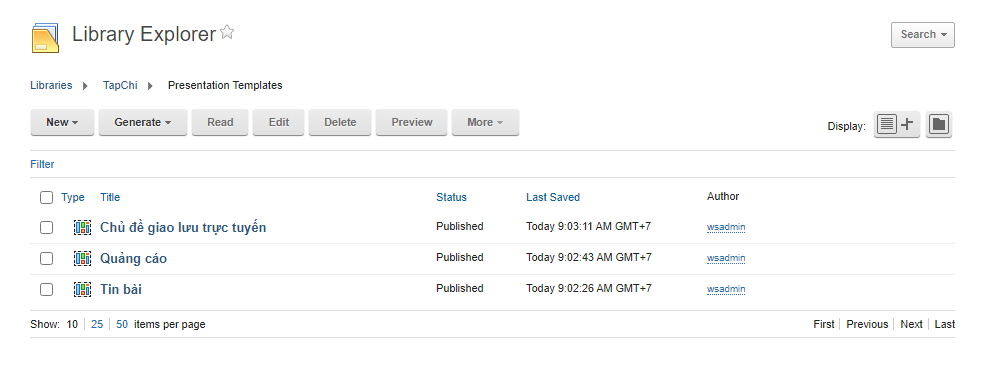 Library Explorer
Search
Libraries TapChi Presentation Templates
New Generate Read Edit Delete Preview More Display:
Filter
Type Title Status Last Saved Author
Chủ đề giao lưu trực tuyến Published Today 9:03:11 AM GMT+7 wsadmin
Quảng cáo Published Today 9:02:43 AM GMT+7 wsadmin
Tin bài Published Today 9:02:26 AM GMT+7 wsadmin
Show: 10 25 50 items per page First Previous Next Last